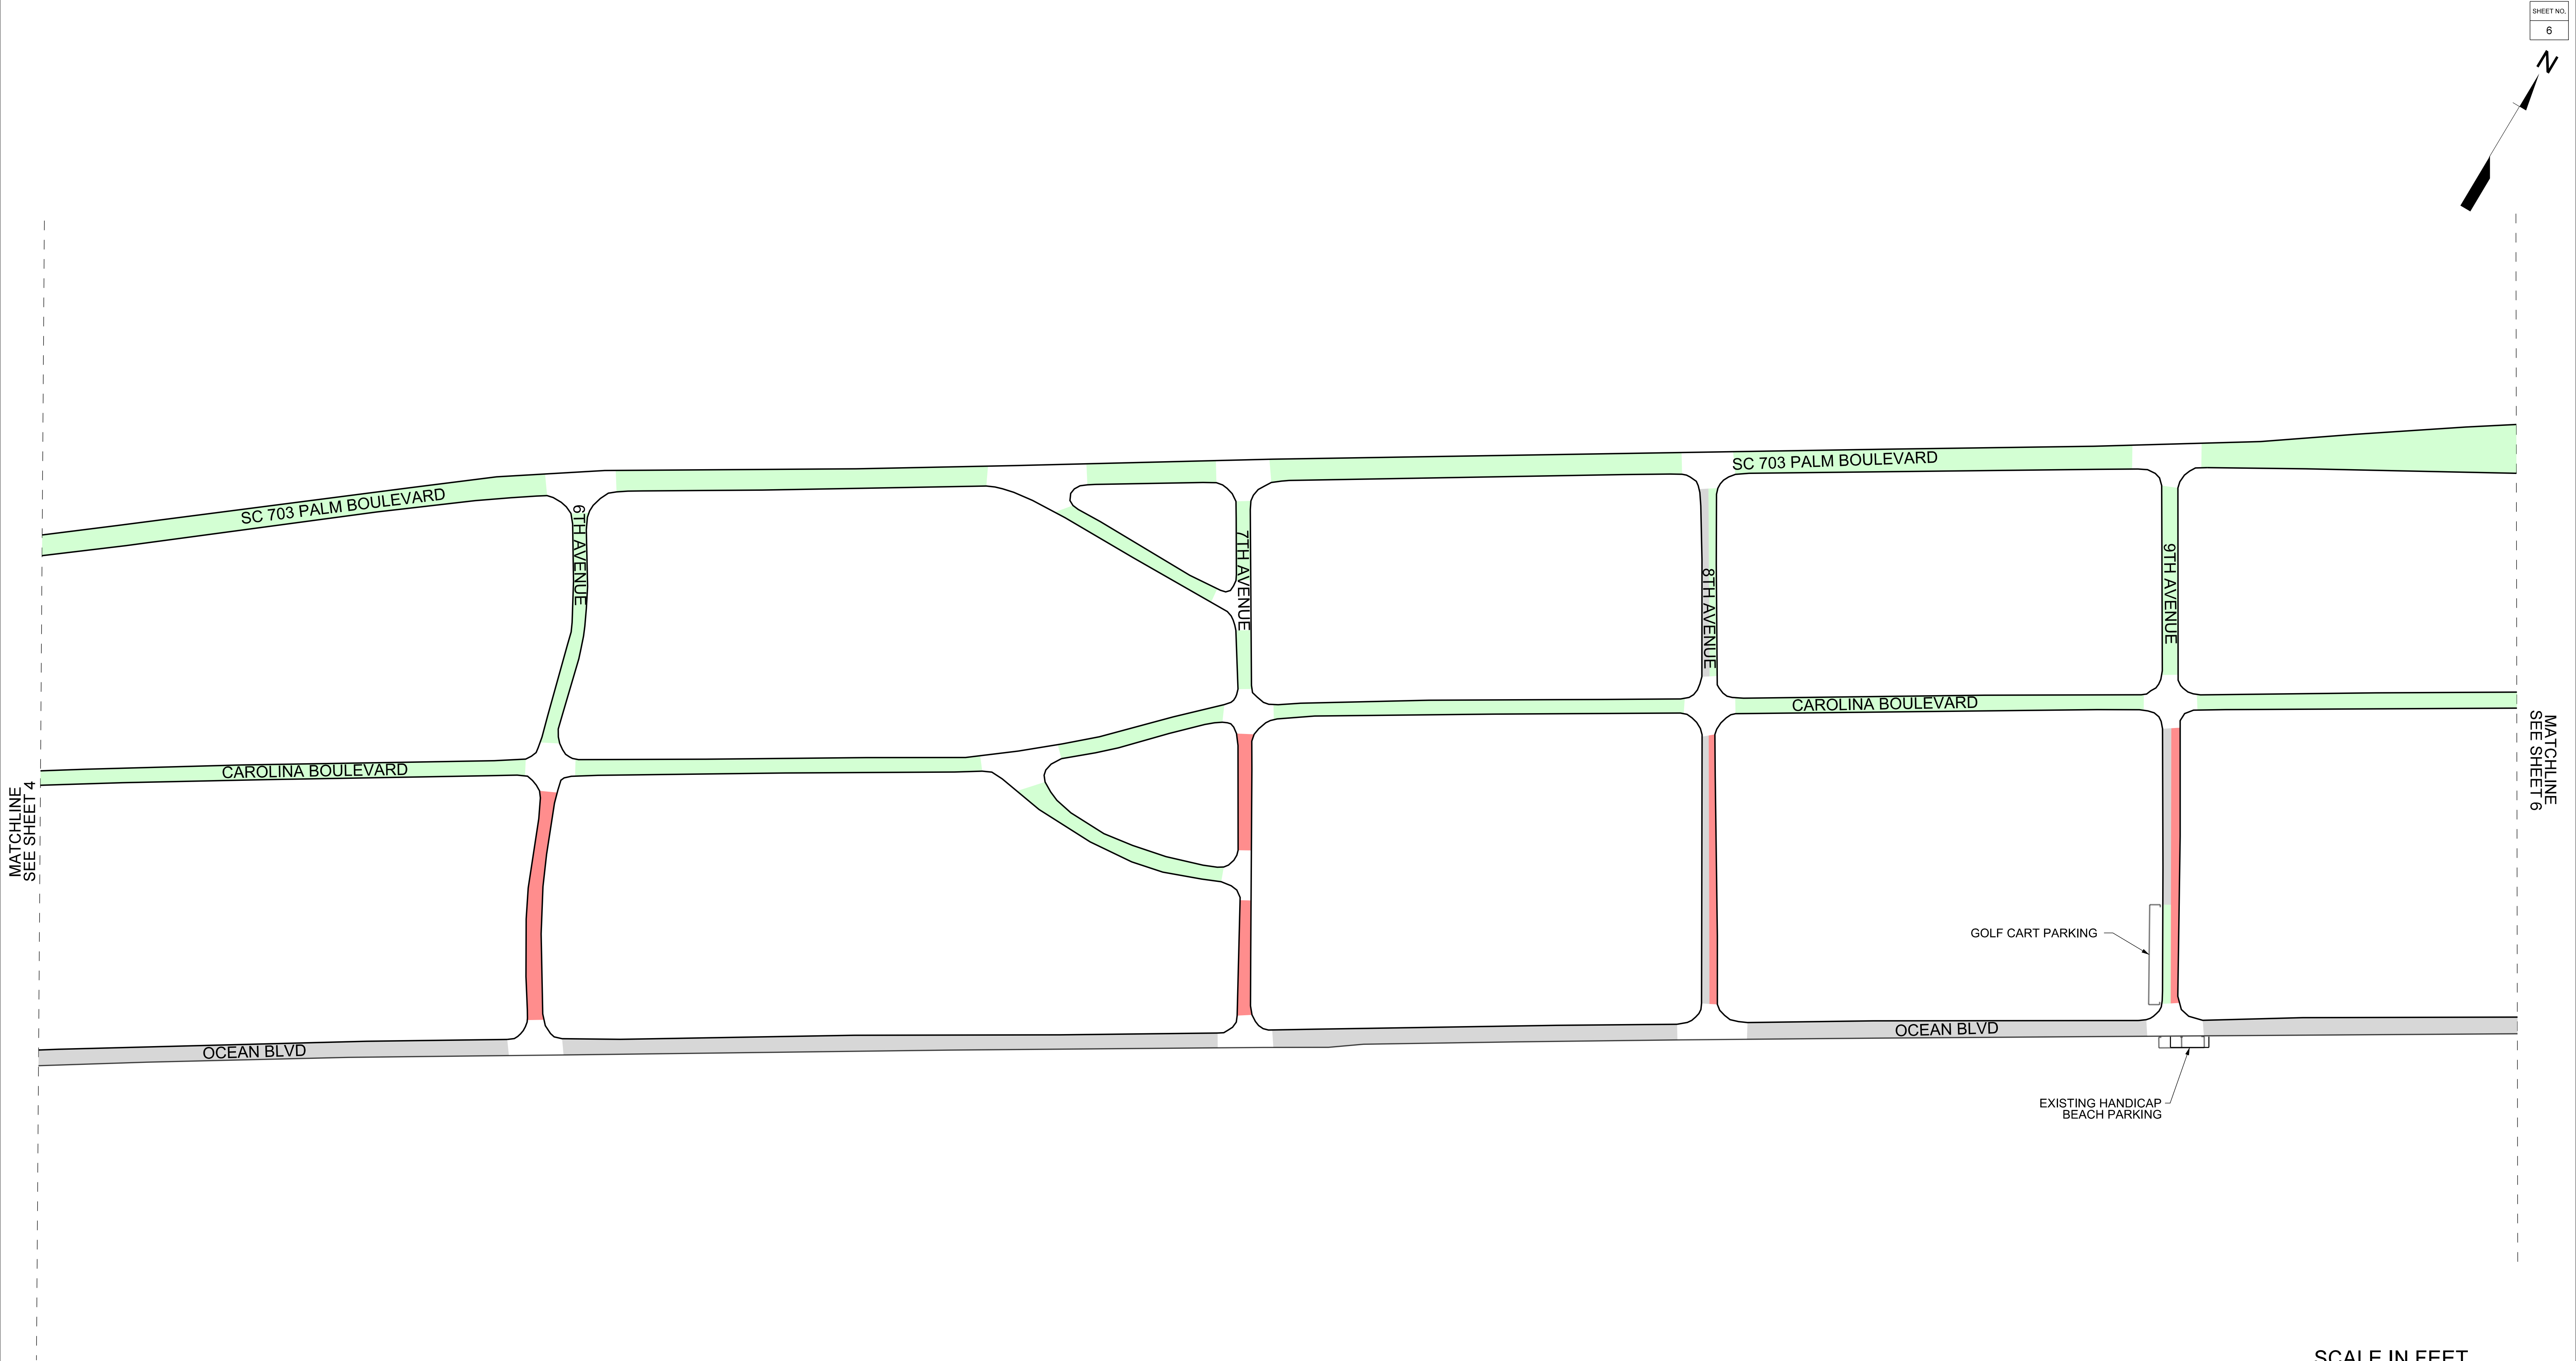 SHEET NO.
6
N
SC 703 PALM BOULEVARD
SC 703 PALM BOULEVARD
6TH AVENUE
7TH AVENUE
8TH AVENUE
9TH AVENUE
CAROLINA BOULEVARD
CAROLINA BOULEVARD
MATCHLINE
SEE SHEET 4
MATCHLINE
SEE SHEET 6
GOLF CART PARKING
OCEAN BLVD
OCEAN BLVD
EXISTING HANDICAP
BEACH PARKING
SCALE IN FEET